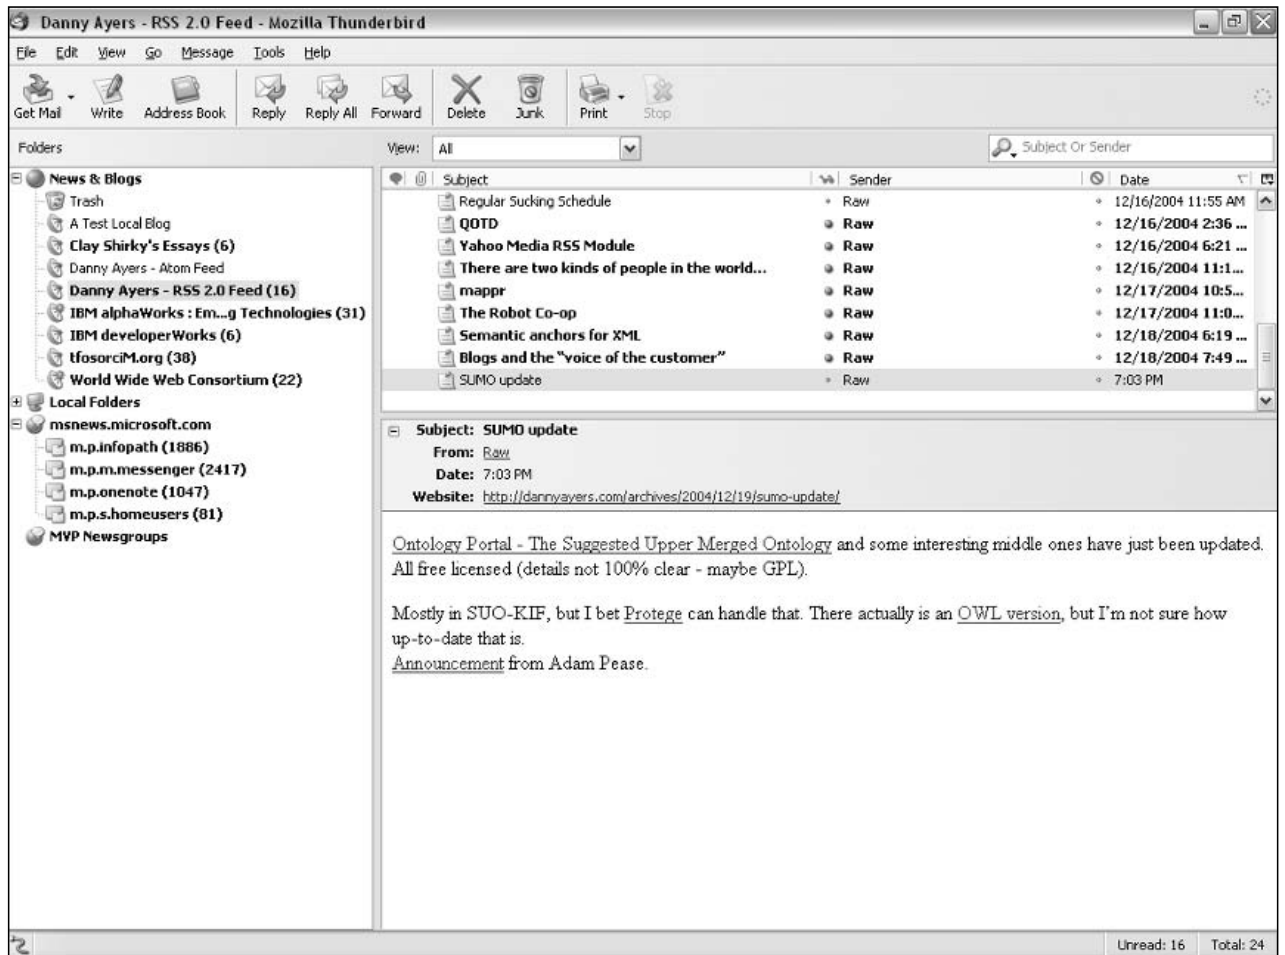 Danny Ayers - RSS 2.0 Feed - Mozilla Thunderbird
File Edit View Go Message Tools Help
Get Mail Write Address Book Reply Reply All Forward Delete Junk Print Stop
Folders View: All Subject Or Sender
News & Blogs
Trash
A Test Local Blog
Clay Shirky's Essays (6)
Danny Ayers - Atom Feed
Danny Ayers - RSS 2.0 Feed (16)
IBM alphaWorks : Em...g Technologies (31)
IBM developerWorks (6)
tfosorciM.org (38)
World Wide Web Consortium (22)
Local Folders
msnews.microsoft.com
m.p.infopath (1886)
m.p.m.messenger (2417)
m.p.onenote (1047)
m.p.s.homeusers (81)
MVP Newsgroups
Subject Sender Date
Regular Sucking Schedule Raw 12/16/2004 11:55 AM
QOTD Raw 12/16/2004 2:36 ...
Yahoo Media RSS Module Raw 12/16/2004 6:21 ...
There are two kinds of people in the world... Raw 12/16/2004 11:1...
mappr Raw 12/17/2004 10:5...
The Robot Co-op Raw 12/17/2004 11:0...
Semantic anchors for XML Raw 12/18/2004 6:19 ...
Blogs and the “voice of the customer” Raw 12/18/2004 7:49 ...
SUMO update Raw 7:03 PM
Subject: SUMO update
From: Raw
Date: 7:03 PM
Website: http://dannyayers.com/archives/2004/12/19/sumo-update/
Ontology Portal - The Suggested Upper Merged Ontology and some interesting middle ones have just been updated.
All free licensed (details not 100% clear - maybe GPL).
Mostly in SUO-KIF, but I bet Protege can handle that. There actually is an OWL version, but I'm not sure how
up-to-date that is.
Announcement from Adam Pease.
Unread: 16 Total: 24